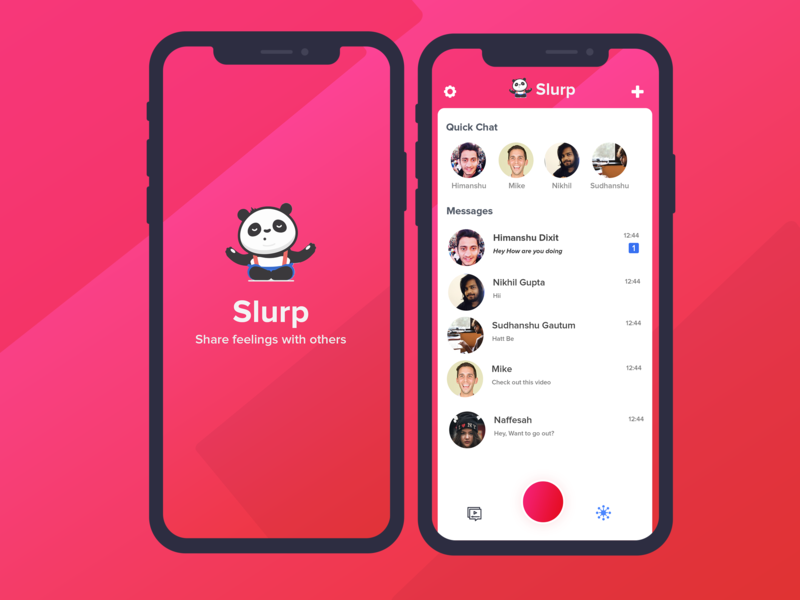 Slurp
Share feelings with others
Slurp
Quick Chat
Himanshu Mike Nikhil Sudhanshu
Messages
Himanshu Dixit 12:44
Hey How are you doing 1
Nikhil Gupta 12:44
Hii
Sudhanshu Gautum 12:44
Hatt Be
Mike 12:44
Check out this video
Naffesah 12:44
Hey, Want to go out?